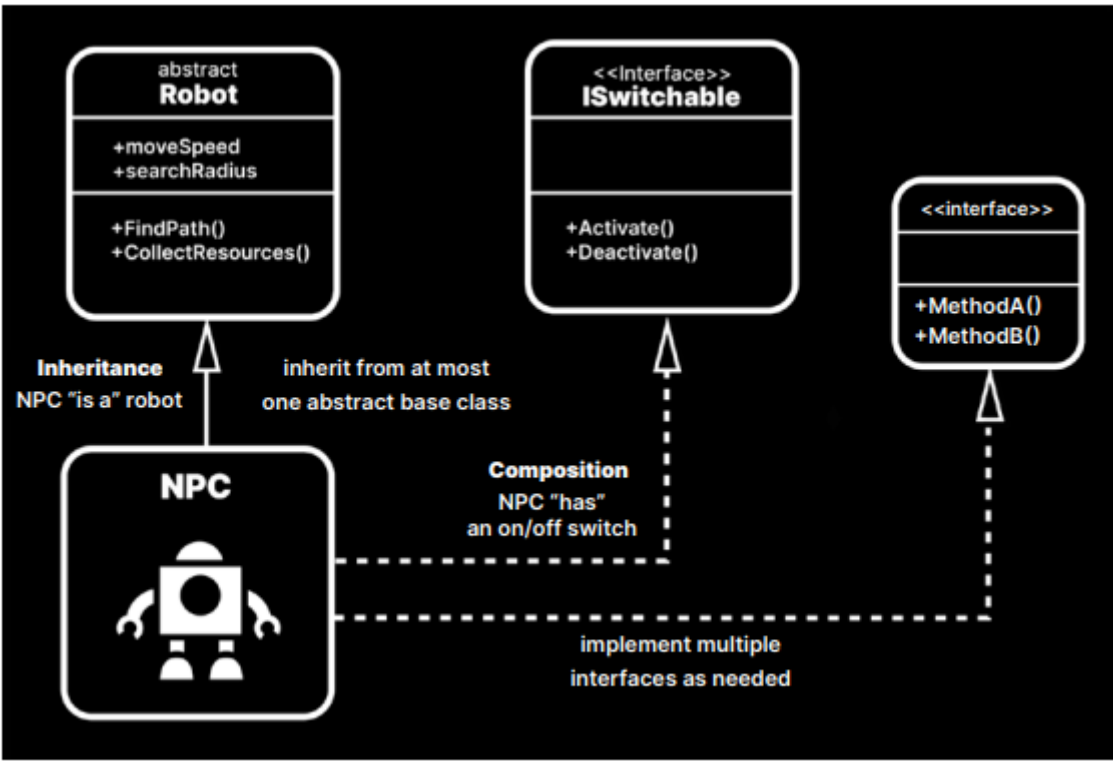 abstract
Robot
+moveSpeed
+searchRadius
+FindPath()
+CollectResources()
<<Interface>>
ISwitchable
+Activate()
+Deactivate()
<<interface>>
+MethodA()
+MethodB()
Inheritance
NPC "is a" robot
inherit from at most
one abstract base class
NPC
Composition
NPC "has"
an on/off switch
implement multiple
interfaces as needed